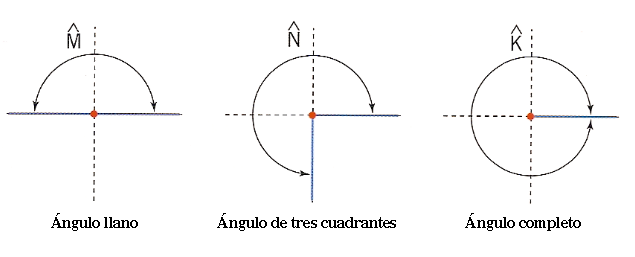 M̂
N̂
K̂
Ángulo llano
Ángulo de tres cuadrantes
Ángulo completo